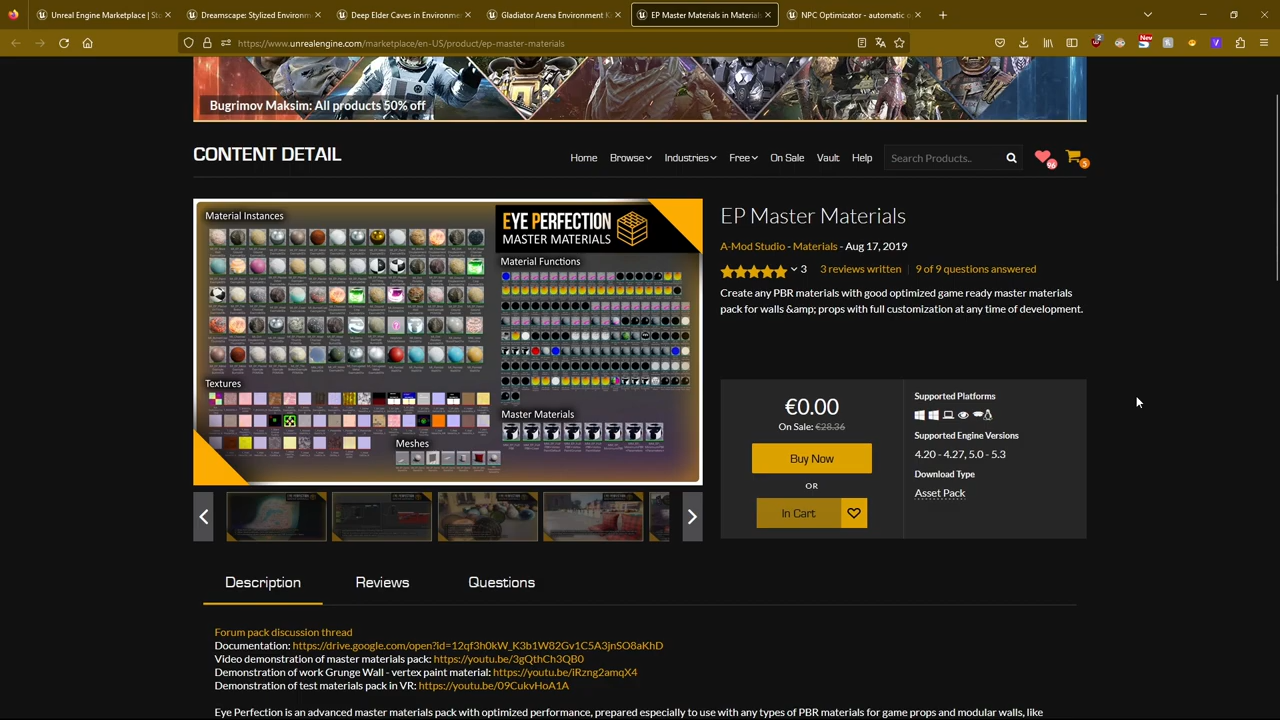 Unreal Engine Marketplace | St
Dreamscape: Stylized Environm
Deep Elder Caves in Environme
Gladiator Arena Environment K
EP Master Materials in Materials
NPC Optimizator - automatic o
https://www.unrealengine.com/marketplace/en-US/product/ep-master-materials
2
New
Bugrimov Maksim: All products 50% off
CONTENT DETAIL
Home
Browse
Industries
Free
On Sale
Vault
Help
Search Products..
96
5
Material Instances
EYE PERFECTION
MASTER MATERIALS
Material Functions
Textures
Master Materials
Meshes
EP Master Materials
A-Mod Studio - Materials - Aug 17, 2019
3
3 reviews written
9 of 9 questions answered
Create any PBR materials with good optimized game ready master materials
pack for walls &amp; props with full customization at any time of development.
€0.00
On Sale: €28.36
Buy Now
OR
In Cart
Supported Platforms
Supported Engine Versions
4.20 - 4.27, 5.0 - 5.3
Download Type
Asset Pack
Description
Reviews
Questions
Forum pack discussion thread
Documentation: https://drive.google.com/open?id=12qf3h0kW_K3b1W82Gv1C5A3jnSO8aKhD
Video demonstration of master materials pack: https://youtu.be/3gQthCh3QB0
Demonstration of work Grunge Wall - vertex paint material: https://youtu.be/iRzng2amqX4
Demonstration of test materials pack in VR: https://youtu.be/09CukvHoA1A
Eye Perfection is an advanced master materials pack with optimized performance, prepared especially to use with any types of PBR materials for game props and modular walls, like